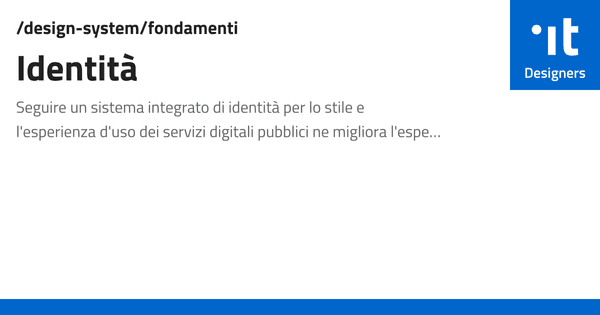 /design-system/fondamenti
Identità
Seguire un sistema integrato di identità per lo stile e
l'esperienza d'uso dei servizi digitali pubblici ne migliora l'espe...
it
Designers